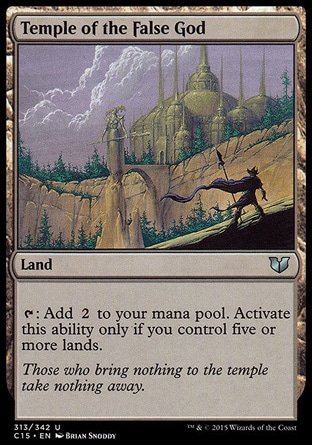 Temple of the False God
Land
: Add 2 to your mana pool. Activate
this ability only if you control five or
more lands.
Those who bring nothing to the temple
take nothing away.
313/342 U
C15 • EN Brian Snoddy
™ & © 2015 Wizards of the Coast